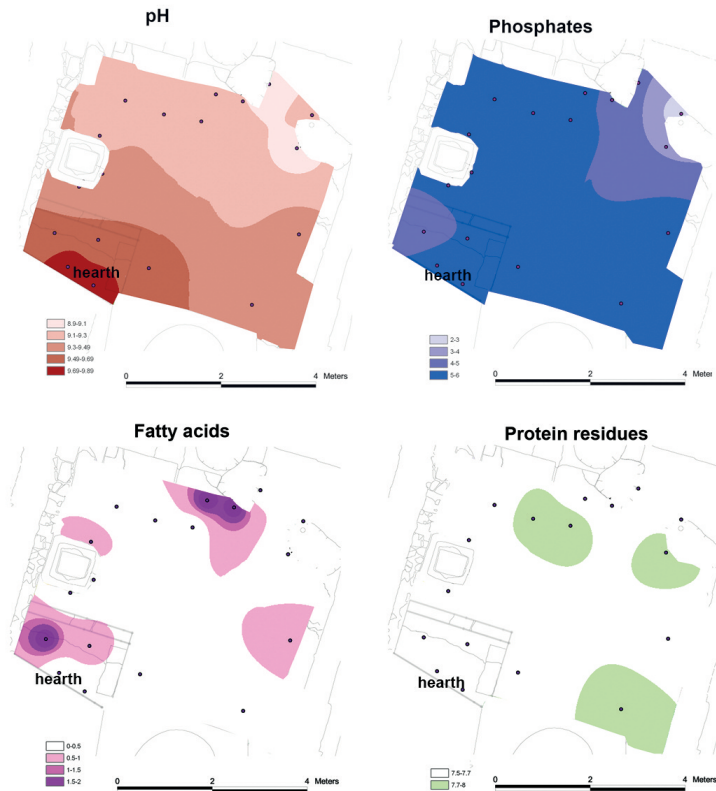 pH
hearth
8.9-9.1
9.1-9.3
9.3-9.49
9.49-9.69
9.69-9.89
0 2 4 Meters
Phosphates
hearth
2-3
3-4
4-5
5-6
0 2 4 Meter
Fatty acids
hearth
0-0.5
0.5-1
1-1.5
1.5-2
0 2 4 Meters
Protein residues
hearth
7.5-7.7
7.7-8
0 2 4 Meters